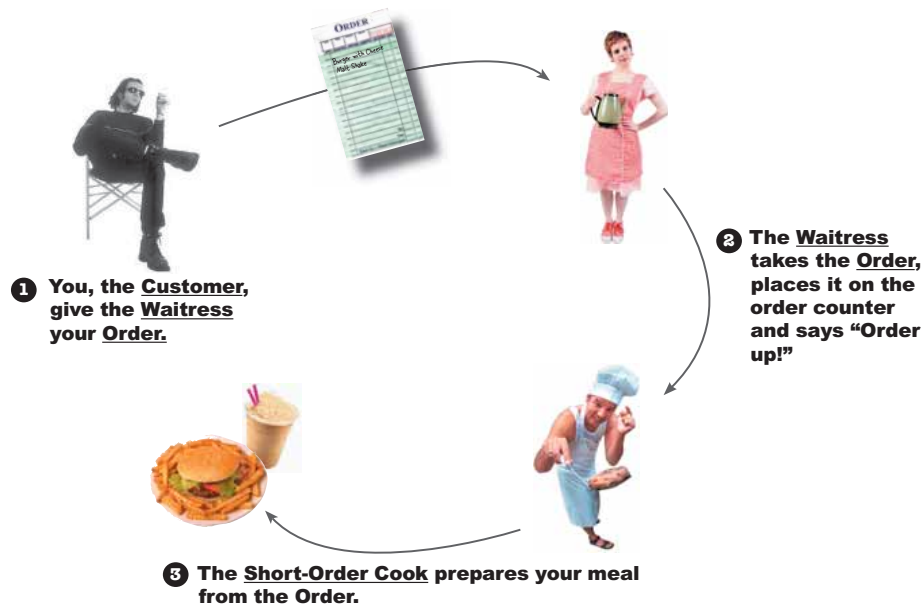 ORDER
Burger with Cheese
Malt Shake
1 You, the Customer,
give the Waitress
your Order.
2 The Waitress
takes the Order,
places it on the
order counter
and says “Order
up!”
3 The Short-Order Cook prepares your meal
from the Order.